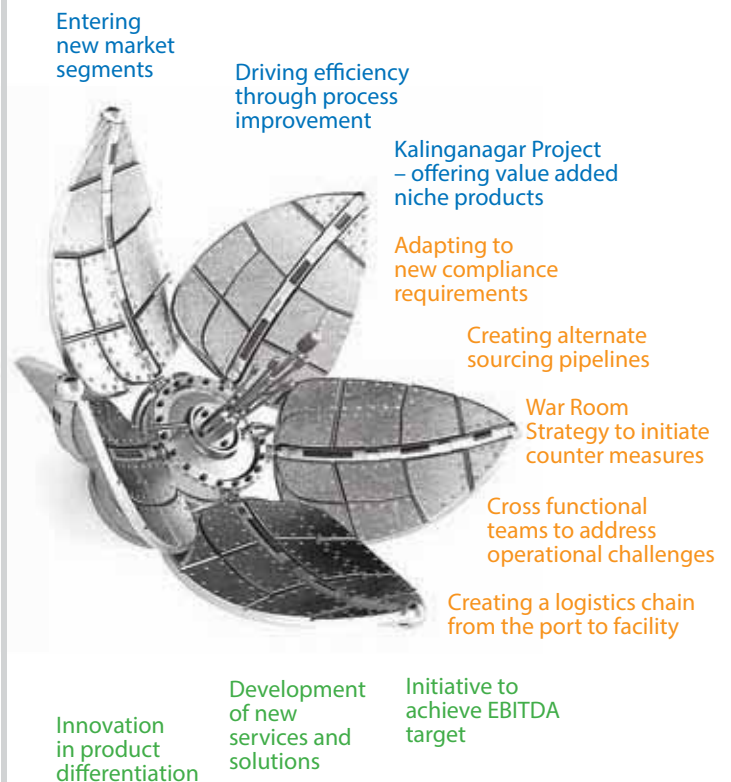 Entering
new market
segments
Driving efficiency
through process
improvement
Kalinganagar Project
– offering value added
niche products
Adapting to
new compliance
requirements
Creating alternate
sourcing pipelines
War Room
Strategy to initiate
counter measures
Cross functional
teams to address
operational challenges
Creating a logistics chain
from the port to facility
Innovation
in product
differentiation
Development
of new
services and
solutions
Initiative to
achieve EBITDA
target